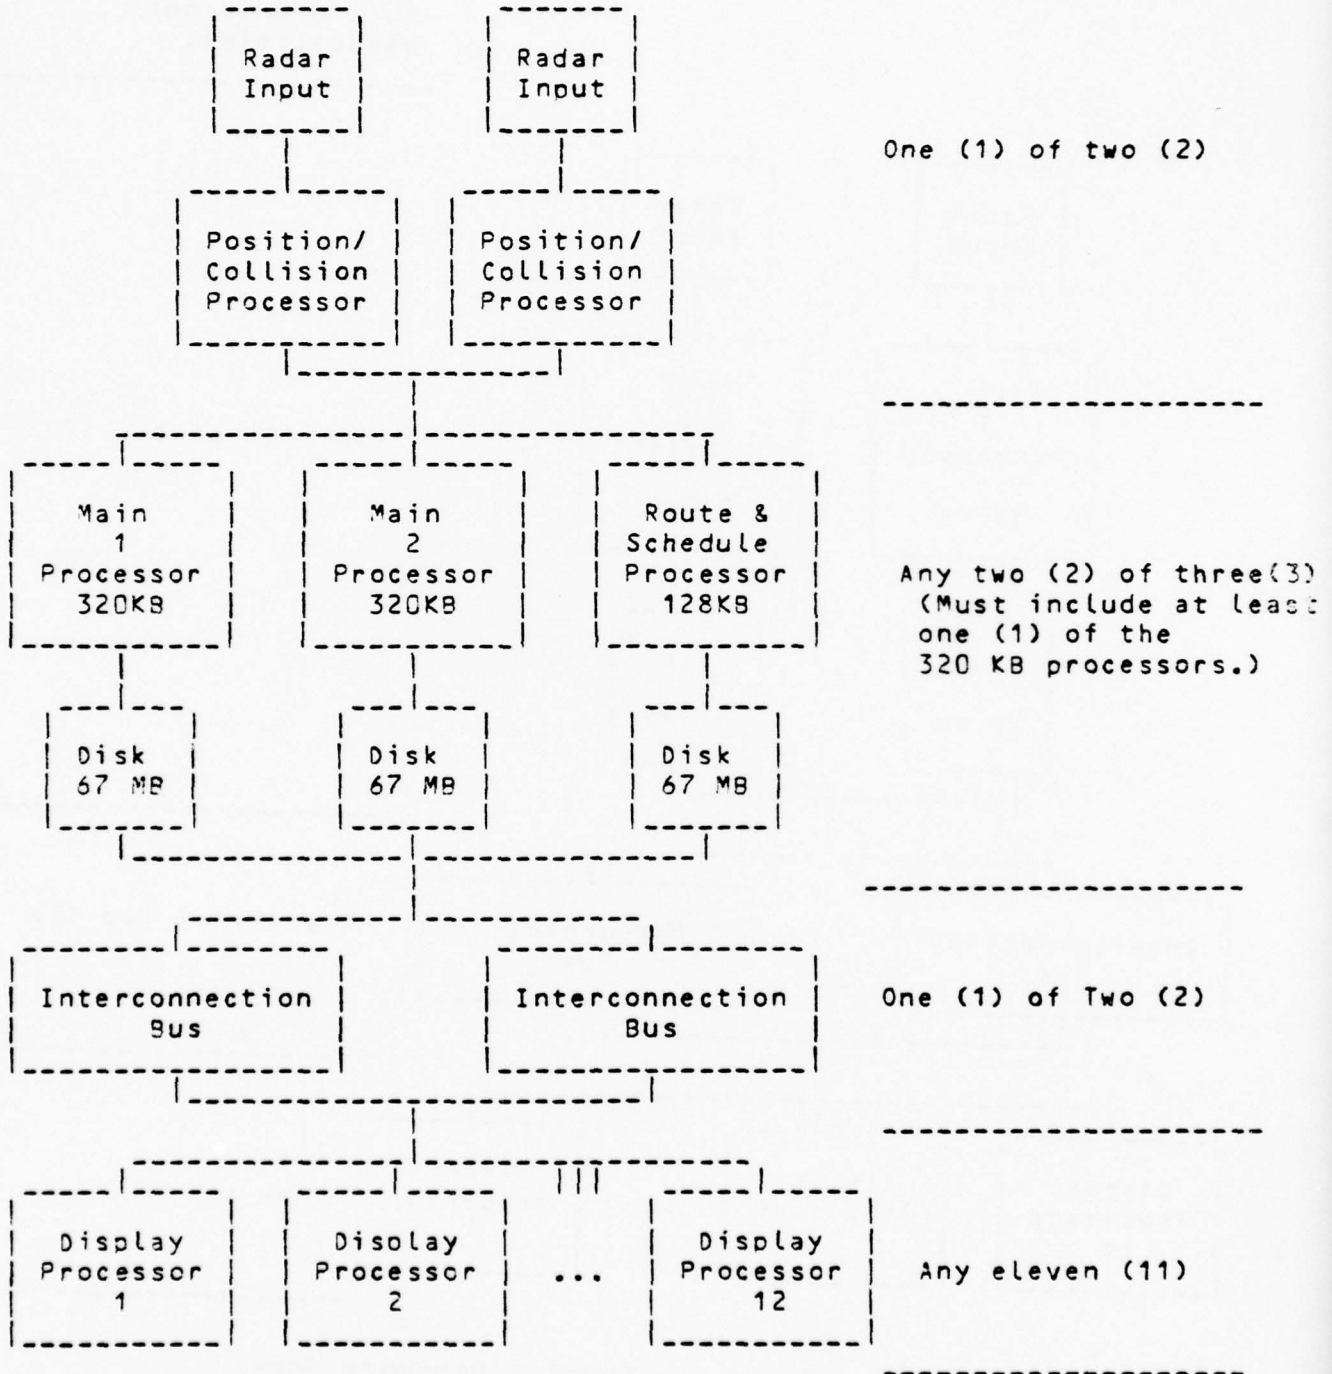 Radar
Input
Radar
Input
One (1) of two (2)
Position/
Collision
Processor
Position/
Collision
Processor
Main
1
Processor
320KB
Main
2
Processor
320KB
Route &
Schedule
Processor
128KB
Any two (2) of three(3)
(Must include at least
one (1) of the
320 KB processors.)
Disk
67 MB
Disk
67 MB
Disk
67 MB
Interconnection
Bus
Interconnection
Bus
One (1) of Two (2)
Display
Processor
1
Display
Processor
2
...
Display
Processor
12
Any eleven (11)